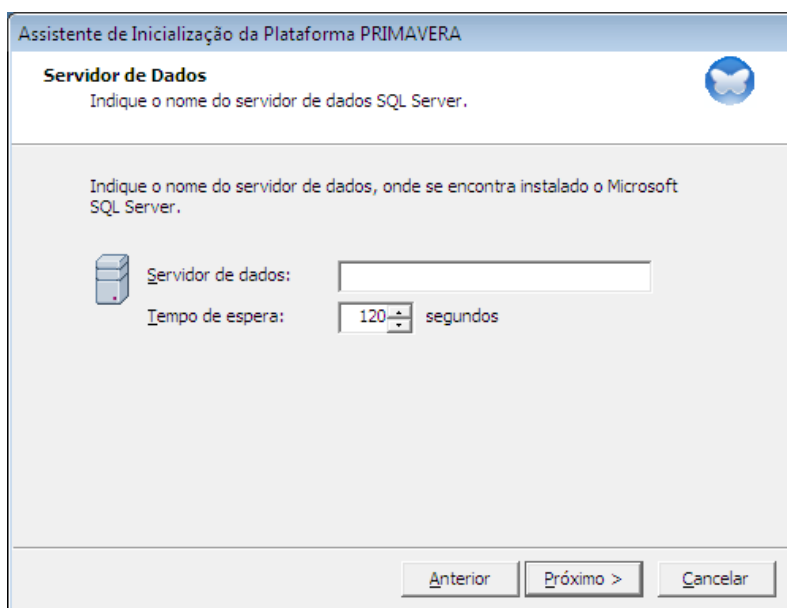 Assistente de Inicialização da Plataforma PRIMAVERA
Servidor de Dados
Indique o nome do servidor de dados SQL Server.
Indique o nome do servidor de dados, onde se encontra instalado o Microsoft
SQL Server.
Servidor de dados:
Tempo de espera: 120 segundos
Anterior Próximo > Cancelar